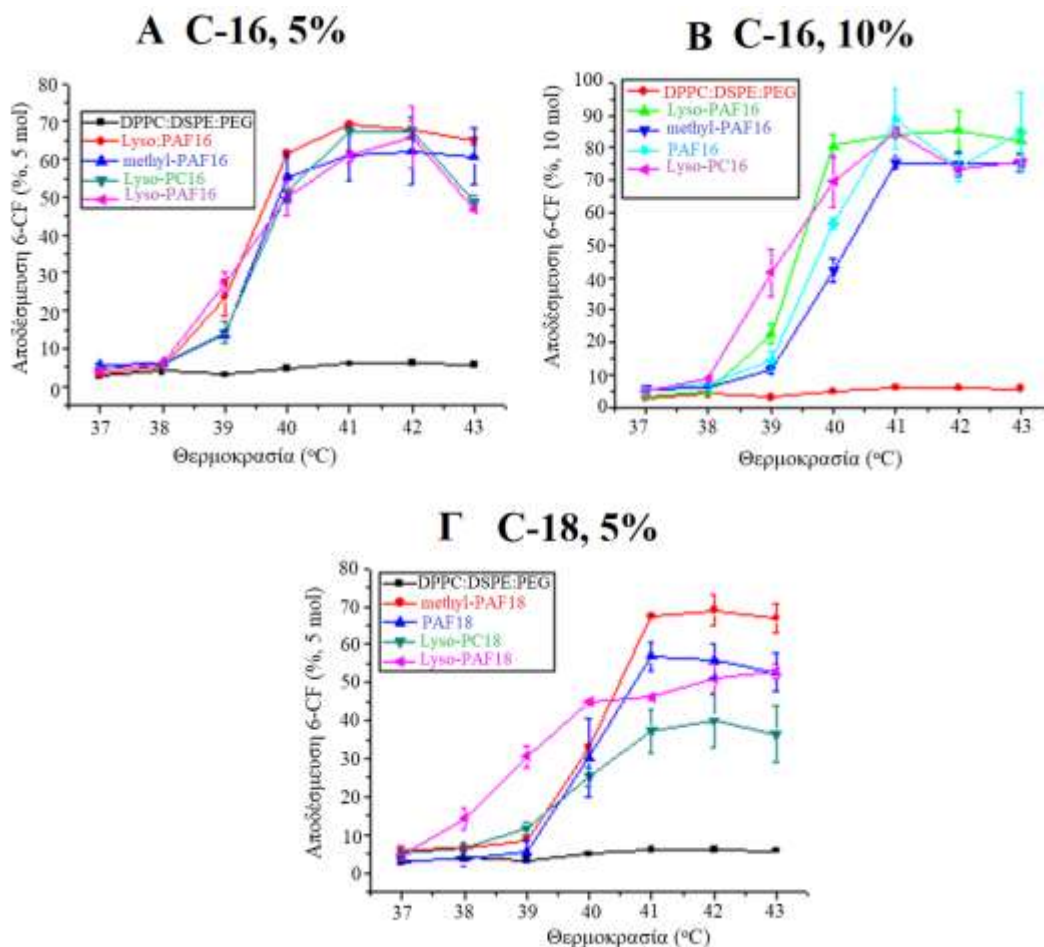 A C-16, 5%
Αποδέσμευση 6-CF (%, 5 mol)
80
70
60
50
40
30
20
10
0
DPPC:DSPE:PEG
Lyso:PAF16
methyl-PAF16
Lyso-PC16
Lyso-PAF16
37 38 39 40 41 42 43
Θερμοκρασία (°C)
B C-16, 10%
Αποδέσμευση 6-CF (%, 10 mol)
100
90
80
70
60
50
40
30
20
10
0
DPPC:DSPE:PEG
Lyso-PAF16
methyl-PAF16
PAF16
Lyso-PC16
37 38 39 40 41 42 43
Θερμοκρασία (°C)
Γ C-18, 5%
Αποδέσμευση 6-CF (%, 5 mol)
80
70
60
50
40
30
20
10
0
DPPC:DSPE:PEG
methyl-PAF18
PAF18
Lyso-PC18
Lyso-PAF18
37 38 39 40 41 42 43
Θερμοκρασία (°C)